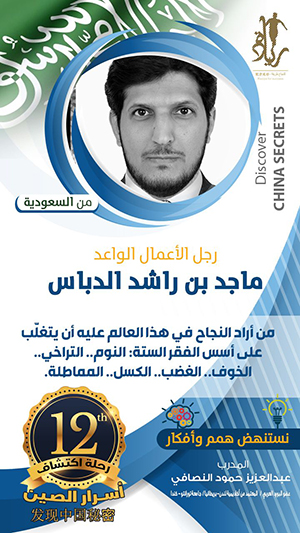 ريادة
Discover
CHINA SECRETS
من السعودية
رجل الأعمال الواعد
ماجد بن راشد الدباس
من أراد النجاح في هذا العالم عليه أن يتغلّب
على أسس الفقر الستة: النوم.. التراخي..
الخوف.. الغضب.. الكسل.. المماطلة.
12th
رحلة اكتشاف
أسرار الصين
发现中国秘密
نستنهض همم وأفكار
المدرب
عبدالعزيز حمود النصافي